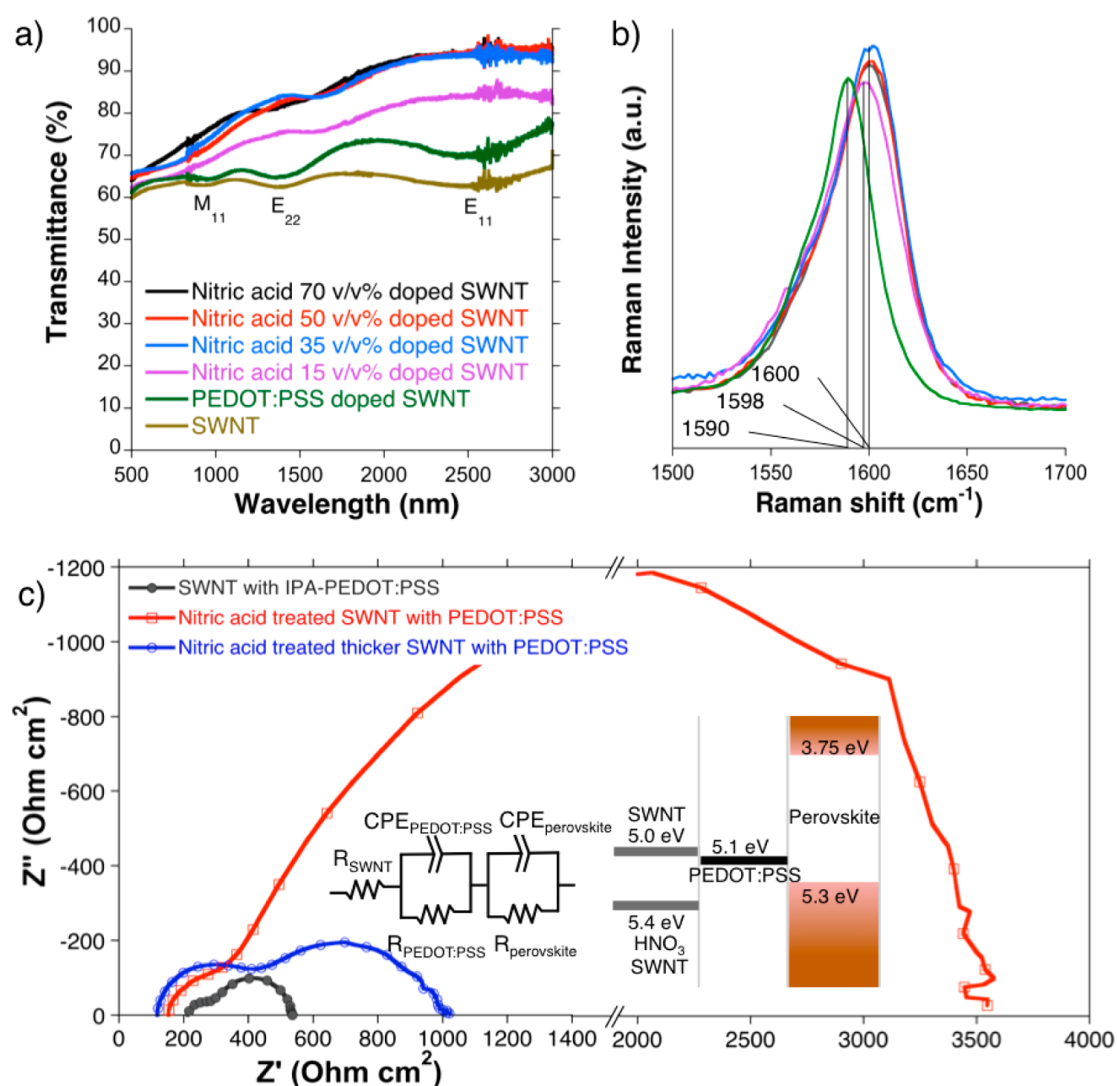 a)
Transmittance (%)
100
90
80
70
60
50
40
30
20
10
0
M11
E22
E11
Nitric acid 70 v/v% doped SWNT
Nitric acid 50 v/v% doped SWNT
Nitric acid 35 v/v% doped SWNT
Nitric acid 15 v/v% doped SWNT
PEDOT:PSS doped SWNT
SWNT
500 1000 1500 2000 2500 3000
Wavelength (nm)
b)
Raman Intensity (a.u.)
1600
1598
1590
1500 1550 1600 1650 1700
Raman shift (cm-1)
c)
Z'' (Ohm cm2)
-1200
-1000
-800
-600
-400
-200
0
SWNT with IPA-PEDOT:PSS
Nitric acid treated SWNT with PEDOT:PSS
Nitric acid treated thicker SWNT with PEDOT:PSS
CPEPEDOT:PSS CPEperovskite
RSWNT
RPEDOT:PSS Rperovskite
SWNT
5.0 eV
5.4 eV
HNO3
SWNT
5.1 eV
PEDOT:PSS
3.75 eV
Perovskite
5.3 eV
0 200 400 600 800 1000 1200 1400 2000 2500 3000 3500 4000
Z' (Ohm cm2)